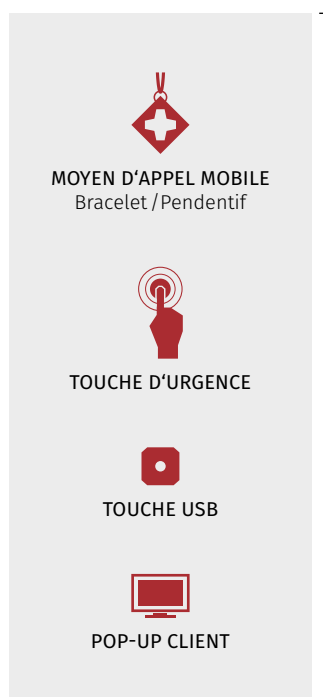 MOYEN D‘APPEL MOBILE
Bracelet / Pendentif
TOUCHE D‘URGENCE
TOUCHE USB
POP-UP CLIENT